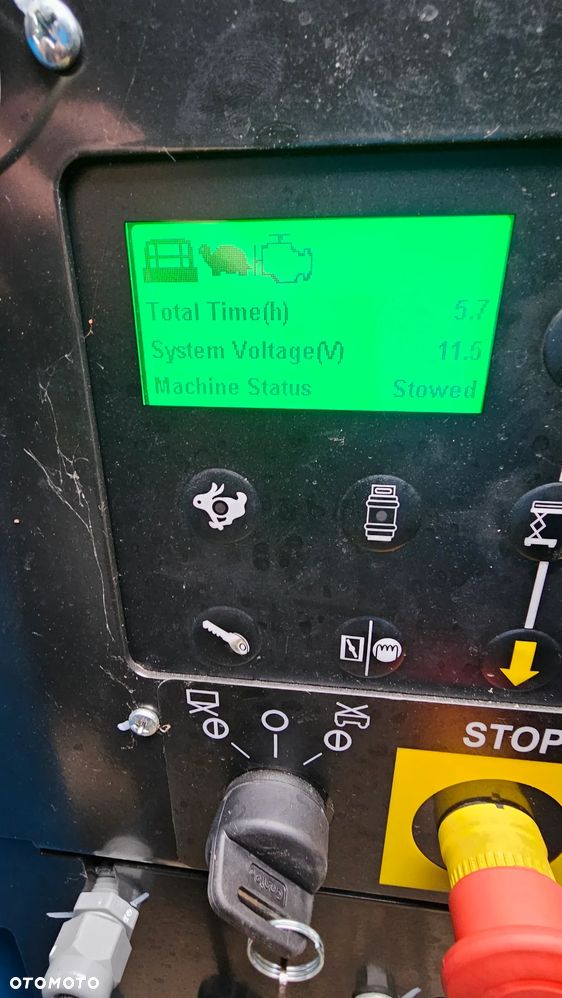 Total Time(h) 5.7
System Voltage(V) 11.5
Machine Status Stowed
STOP
OTOMOTO